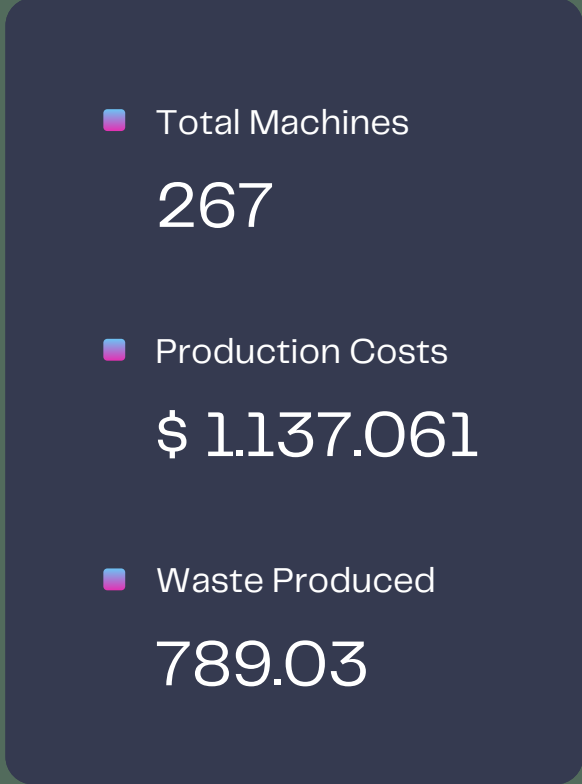 Total Machines
267
Production Costs
$ 1.137.061
Waste Produced
789.03